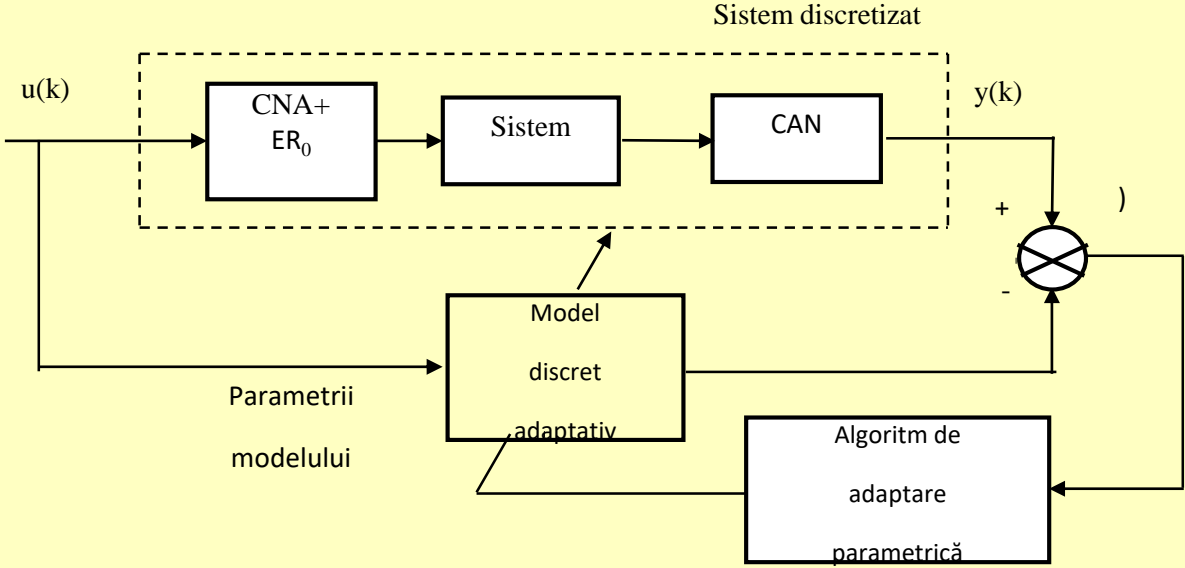 Sistem discretizat
u(k)
CNA+
ER₀
Sistem
CAN
y(k)
+
)
-
Model
discret
adaptativ
Parametrii
modelului
Algoritm de
adaptare
parametrică